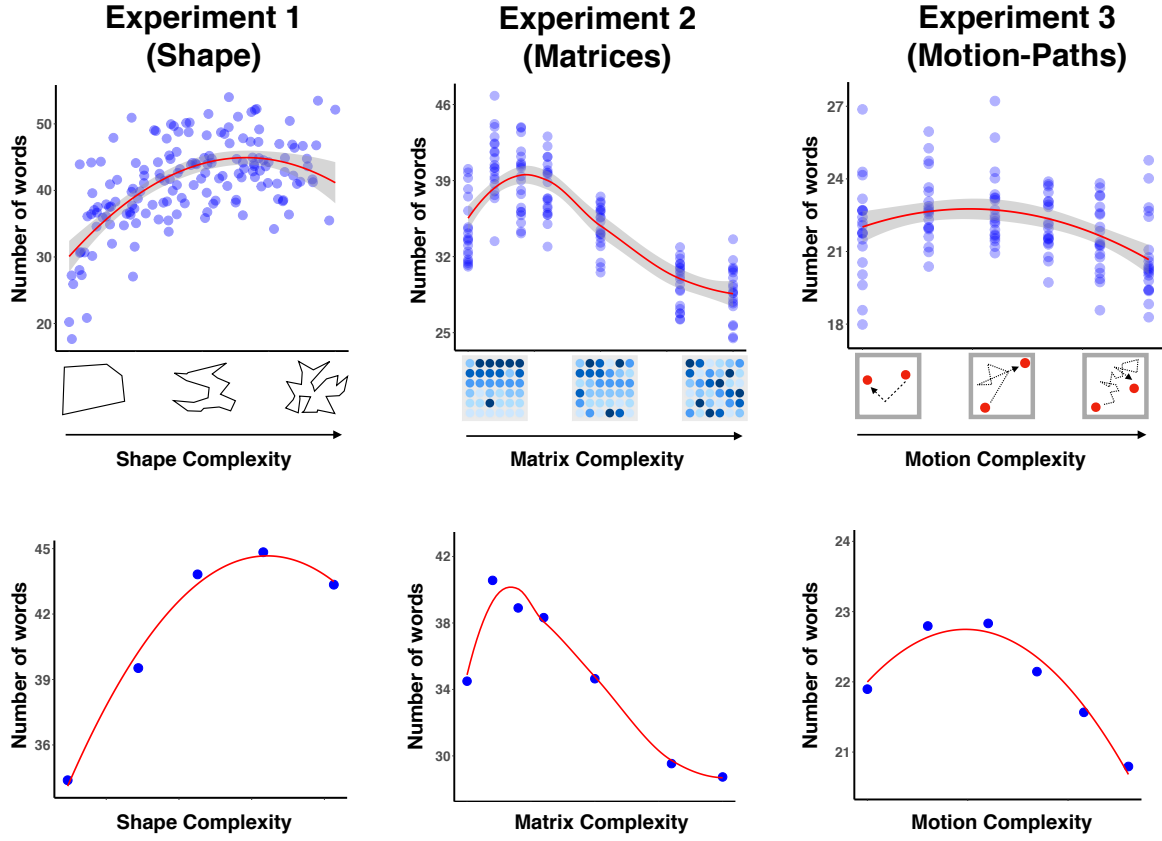 Experiment 1
(Shape)
Experiment 2
(Matrices)
Experiment 3
(Motion-Paths)
Number of words
50
40
30
20
Shape Complexity
Number of words
46
39
32
25
Matrix Complexity
Number of words
27
24
21
18
Motion Complexity
Number of words
45
42
39
36
Shape Complexity
Number of words
42
38
34
30
Matrix Complexity
Number of words
24
23
22
21
Motion Complexity